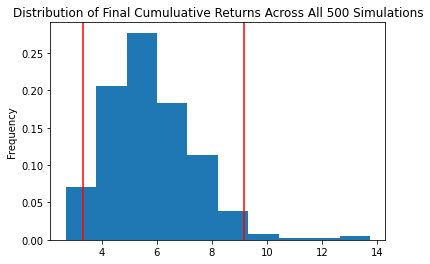 Distribution of Final Cumuluative Returns Across All 500 Simulations
Frequency
0.25
0.20
0.15
0.10
0.05
0.00
4 6 8 10 12 14